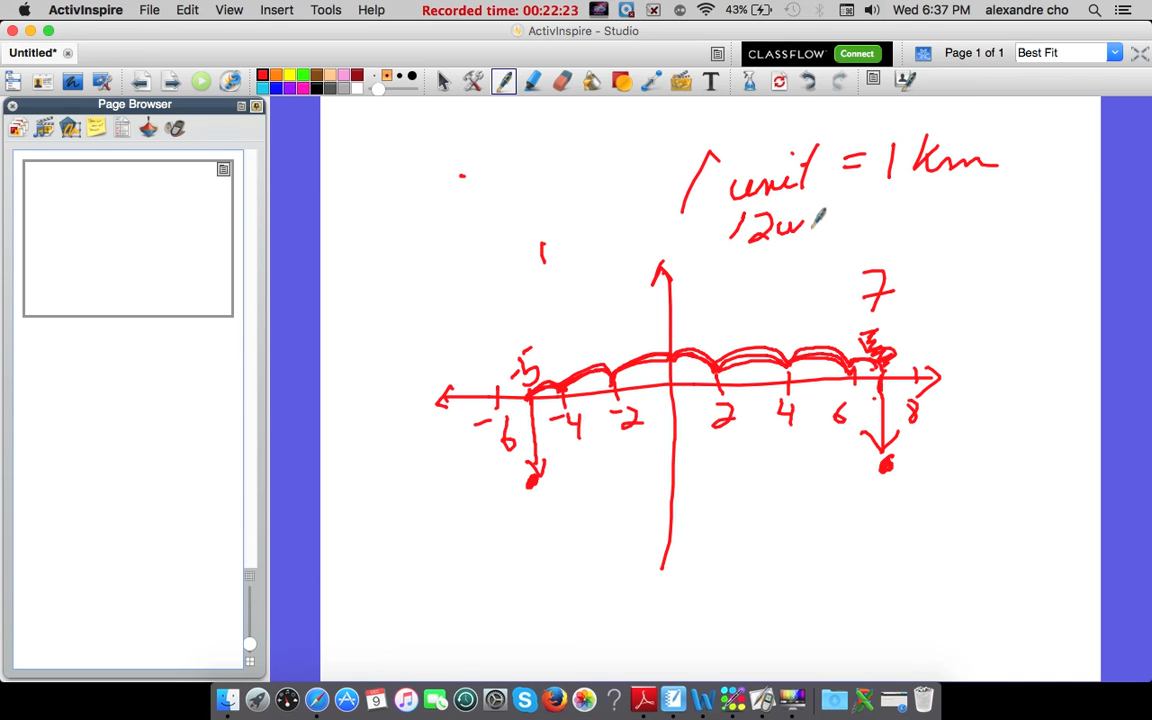 ActivInspire File Edit View Insert Tools Help Recorded time: 00:22:23 43% Wed 6:37 PM alexandre cho
ActivInspire - Studio
Untitled* CLASSFLOW Connect Page 1 of 1 Best Fit
T
Page Browser
1 unit = 1 km
12u
7
-5
-6 -4 -2 2 4 6 8